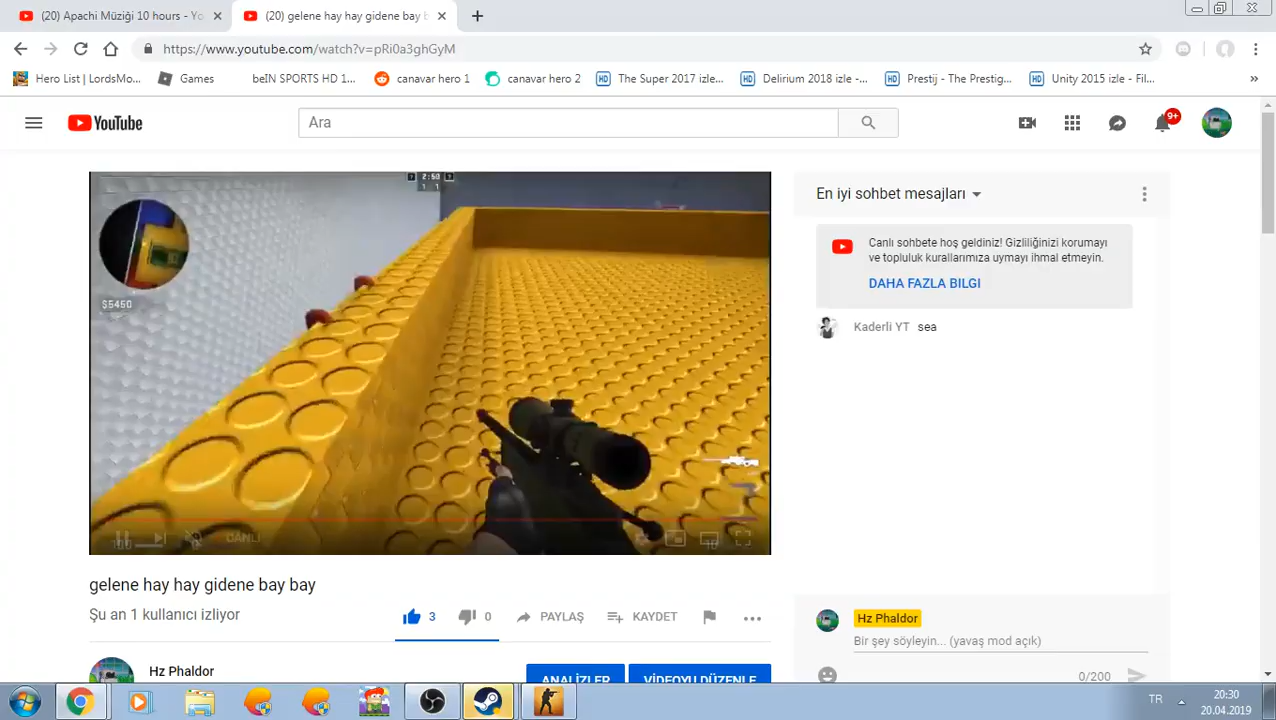 (20) Apachi Müziği 10 hours - Yo
(20) gelene hay hay gidene bay b
https://www.youtube.com/watch?v=pRi0a3ghGyM
Hero List | LordsMo...
Games
beIN SPORTS HD 1...
canavar hero 1
canavar hero 2
The Super 2017 izle...
Delirium 2018 izle -...
Prestij - The Prestig...
Unity 2015 izle - Fil...
YouTube
Ara
9+
2:50
1 1
$5450
CANLI
En iyi sohbet mesajları
Canlı sohbete hoş geldiniz! Gizliliğinizi korumayı
ve topluluk kurallarımıza uymayı ihmal etmeyin.
DAHA FAZLA BILGI
Kaderli YT sea
gelene hay hay gidene bay bay
Şu an 1 kullanıcı izliyor
3
0
PAYLAŞ
KAYDET
Hz Phaldor
ANALİZLER
VİDEOYU DÜZENLE
Hz Phaldor
Bir şey söyleyin... (yavaş mod açık)
0/200
TR
20:30
20.04.2019